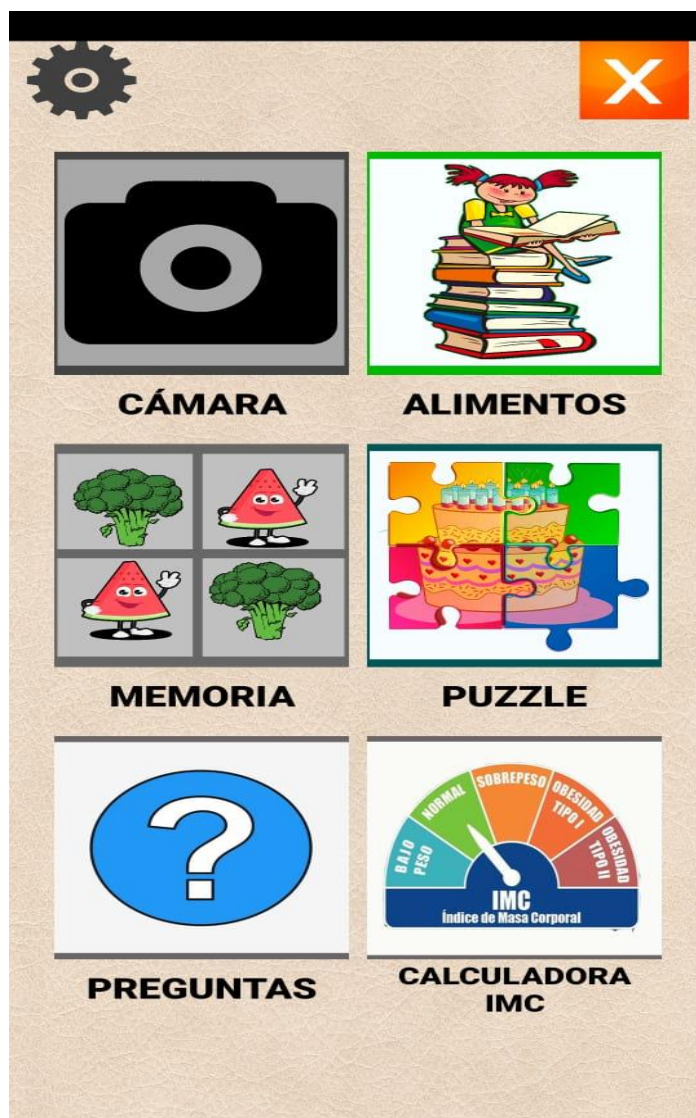 X
CÁMARA
ALIMENTOS
MEMORIA
PUZZLE
?
PREGUNTAS
BAJO
PESO
NORMAL
SOBREPESO
OBESIDAD
TIPO I
OBESIDAD
TIPO II
IMC
Índice de Masa Corporal
CALCULADORA
IMC